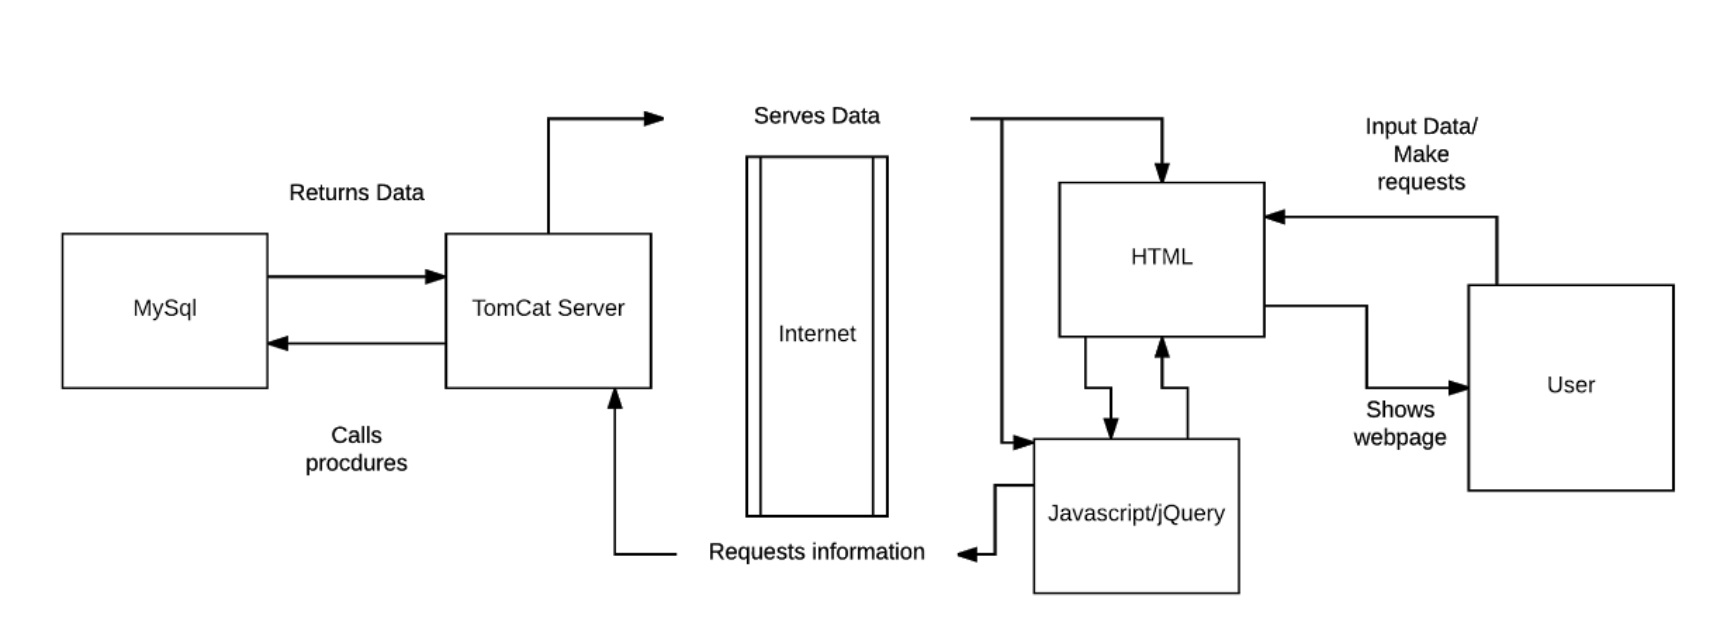 Serves Data
Input Data/
Make
requests
Returns Data
HTML
MySql
TomCat Server
Internet
User
Shows
webpage
Calls
procdures
Javascript/jQuery
Requests information